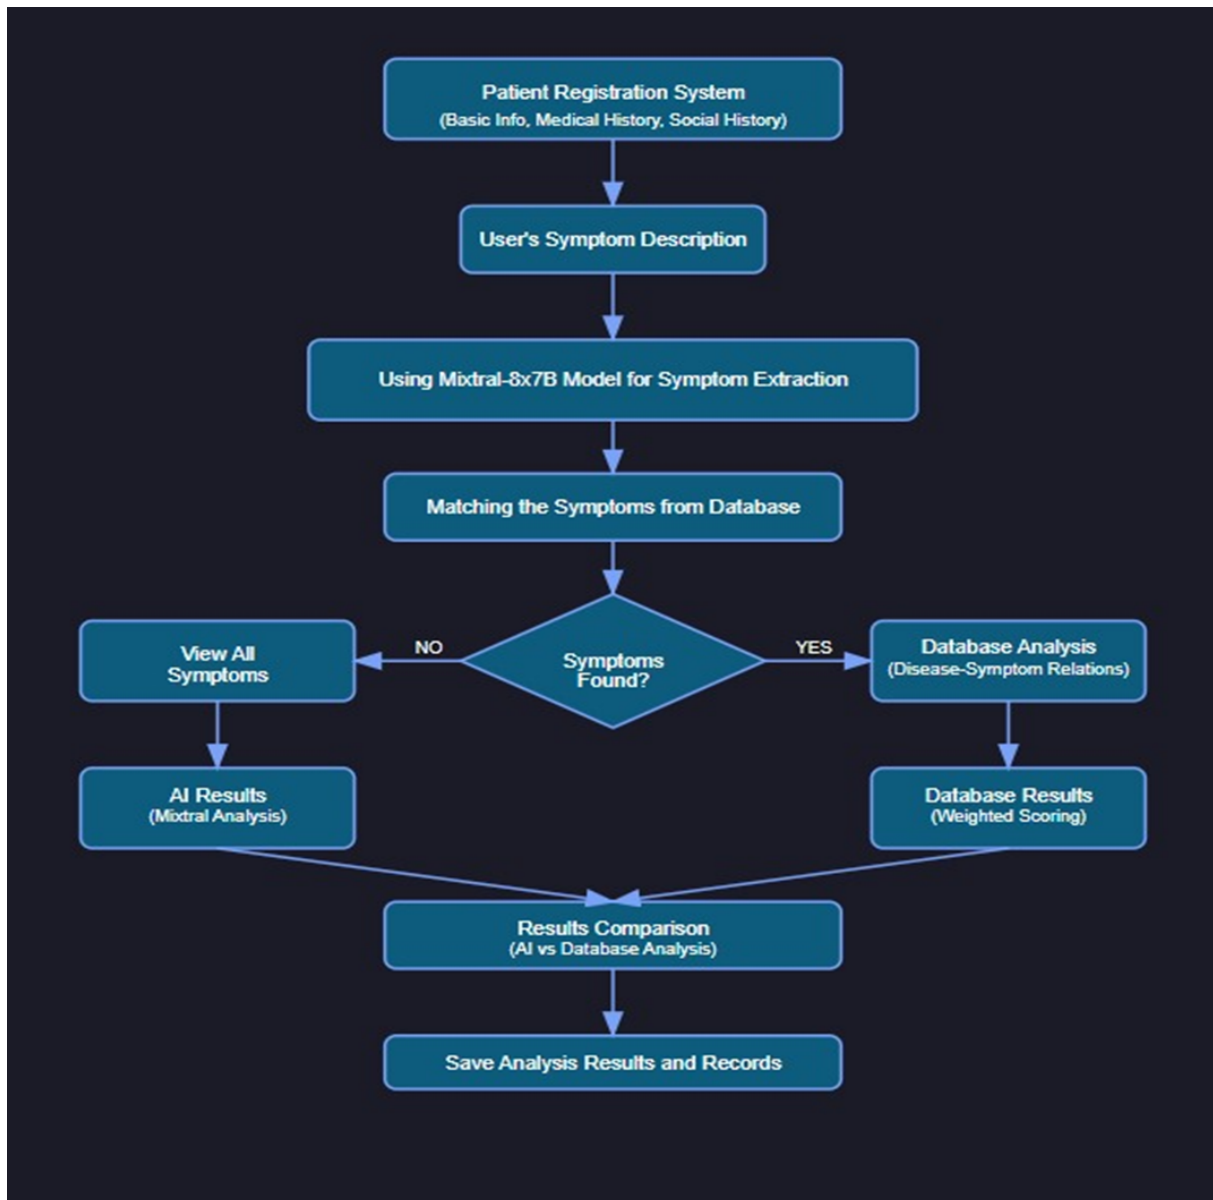 Patient Registration System
(Basic Info, Medical History, Social History)
User's Symptom Description
Using Mixtral-8x7B Model for Symptom Extraction
Matching the Symptoms from Database
Symptoms
Found?
NO
YES
View All
Symptoms
Database Analysis
(Disease-Symptom Relations)
AI Results
(Mixtral Analysis)
Database Results
(Weighted Scoring)
Results Comparison
(AI vs Database Analysis)
Save Analysis Results and Records